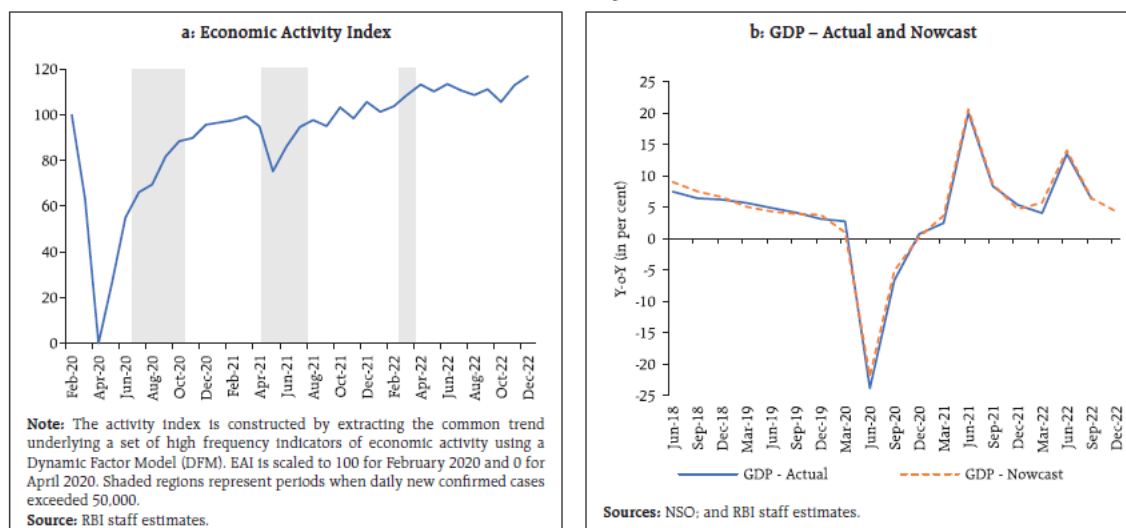 a: Economic Activity Index
120
100
80
60
40
20
0
Feb-20
Apr-20
Jun-20
Aug-20
Oct-20
Dec-20
Feb-21
Apr-21
Jun-21
Aug-21
Oct-21
Dec-21
Feb-22
Apr-22
Jun-22
Aug-22
Oct-22
Dec-22
Note: The activity index is constructed by extracting the common trend
underlying a set of high frequency indicators of economic activity using a
Dynamic Factor Model (DFM). EAI is scaled to 100 for February 2020 and 0 for
April 2020. Shaded regions represent periods when daily new confirmed cases
exceeded 50,000.
Source: RBI staff estimates.
b: GDP – Actual and Nowcast
Y-o-Y (in per cent)
25
20
15
10
5
0
-5
-10
-15
-20
-25
Jun-18
Sep-18
Dec-18
Mar-19
Jun-19
Sep-19
Dec-19
Mar-20
Jun-20
Sep-20
Dec-20
Mar-21
Jun-21
Sep-21
Dec-21
Mar-22
Jun-22
Sep-22
Dec-22
GDP - Actual
GDP - Nowcast
Sources: NSO; and RBI staff estimates.